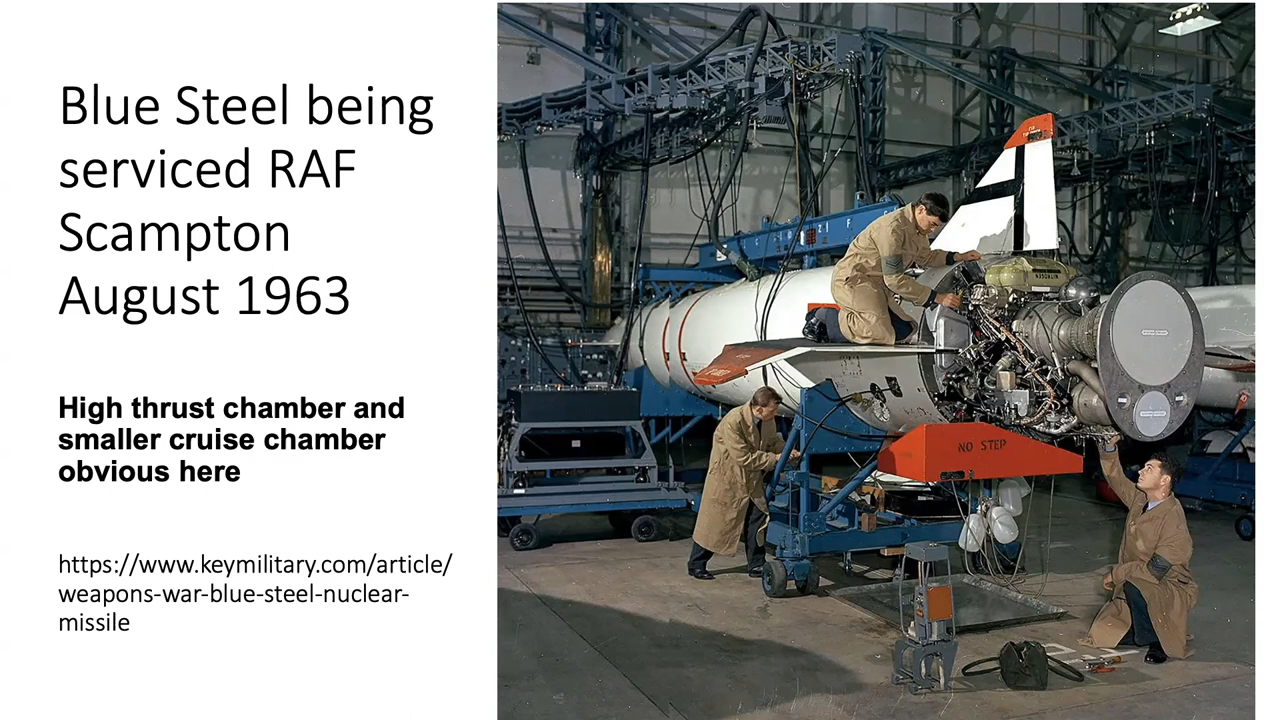 Blue Steel being
serviced RAF
Scampton
August 1963
High thrust chamber and
smaller cruise chamber
obvious here
https://www.keymilitary.com/article/
weapons-war-blue-steel-nuclear-
missile
NITROGEN
NO STEP